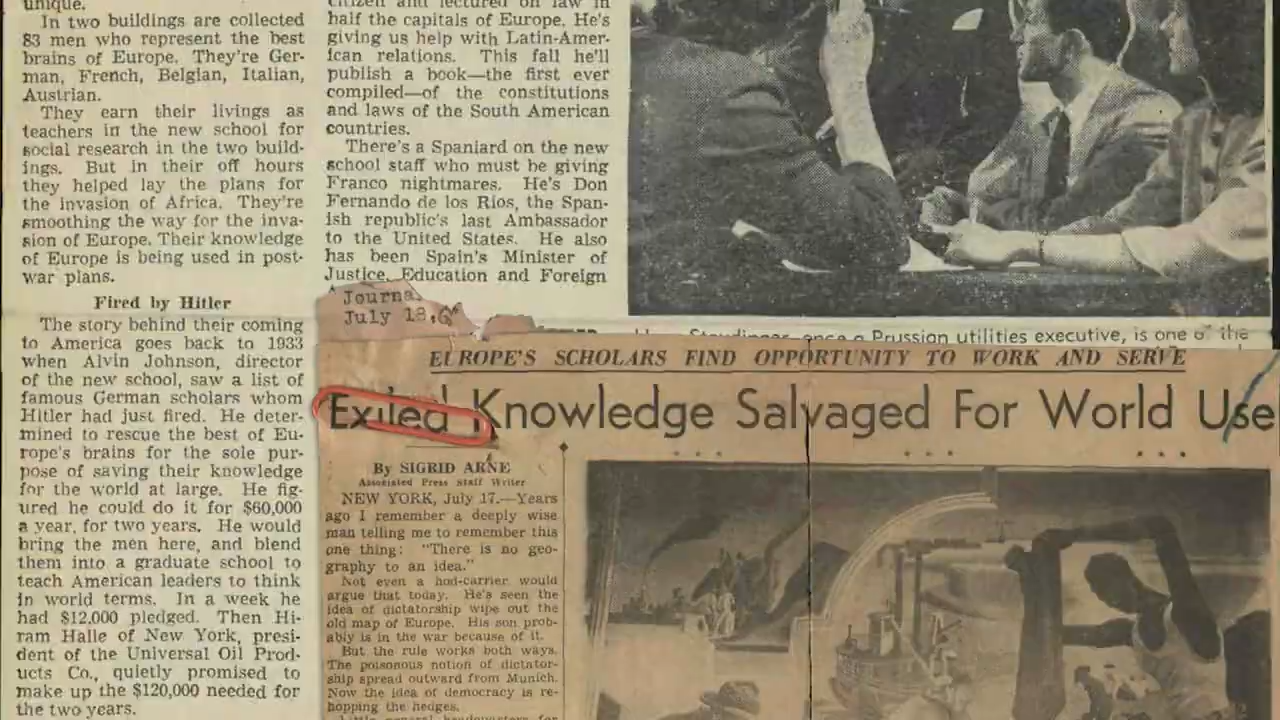 unique.
In two buildings are collected
83 men who represent the best
brains of Europe. They're Ger-
man, French, Belgian, Italian,
Austrian.
They earn their livings as
teachers in the new school for
social research in the two build-
ings. But in their off hours
they helped lay the plans for
the invasion of Africa. They're
smoothing the way for the inva-
sion of Europe. Their knowledge
of Europe is being used in post-
war plans.
Fired by Hitler
The story behind their coming
to America goes back to 1933
when Alvin Johnson, director
of the new school, saw a list of
famous German scholars whom
Hitler had just fired. He deter-
mined to rescue the best of Eu-
rope's brains for the sole pur-
pose of saving their knowledge
for the world at large. He fig-
ured he could do it for $60,000
a year, for two years. He would
bring the men here, and blend
them into a graduate school to
teach American leaders to think
in world terms. In a week he
had $12,000 pledged. Then Hi-
ram Halle of New York, presi-
dent of the Universal Oil Prod-
ucts Co., quietly promised to
make up the $120,000 needed for
the two years.
citizen and lectured on law in
half the capitals of Europe. He's
giving us help with Latin-Amer-
ican relations. This fall he'll
publish a book—the first ever
compiled—of the constitutions
and laws of the South American
countries.
There's a Spaniard on the new
school staff who must be giving
Franco nightmares. He's Don
Fernando de los Rios, the Span-
ish republic's last Ambassador
to the United States. He also
has been Spain's Minister of
Justice, Education and Foreign
Journa
July 18,
once a Prussian utilities executive, is one of the
EUROPE'S SCHOLARS FIND OPPORTUNITY TO WORK AND SERVE
Exiled Knowledge Salvaged For World Use
By SIGRID ARNE
Associated Press Staff Writer
NEW YORK, July 17.—Years
ago I remember a deeply wise
man telling me to remember this
one thing: "There is no geo-
graphy to an idea."
Not even a hod-carrier would
argue that today. He's seen the
idea of dictatorship wipe out the
old map of Europe. His son prob-
ably is in the war because of it.
But the rule works both ways.
The poisonous notion of dictator-
ship spread outward from Munich.
Now the idea of democracy is re-
hopping the hedges.
Little general headquarters for